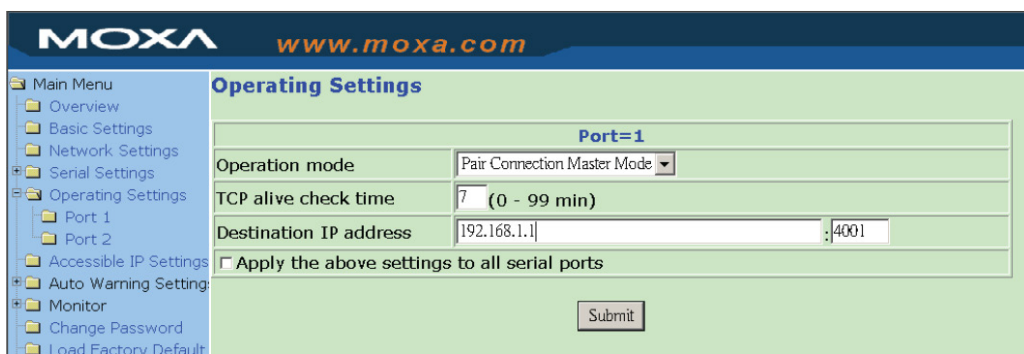 MOXA
www.moxa.com
Main Menu
Overview
Basic Settings
Network Settings
Serial Settings
Operating Settings
Port 1
Port 2
Accessible IP Settings
Auto Warning Setting
Monitor
Change Password
Load Factory Default
Operating Settings
Port=1
Operation mode
Pair Connection Master Mode
TCP alive check time
7 (0 - 99 min)
Destination IP address
192.168.1.1 :4001
Apply the above settings to all serial ports
Submit